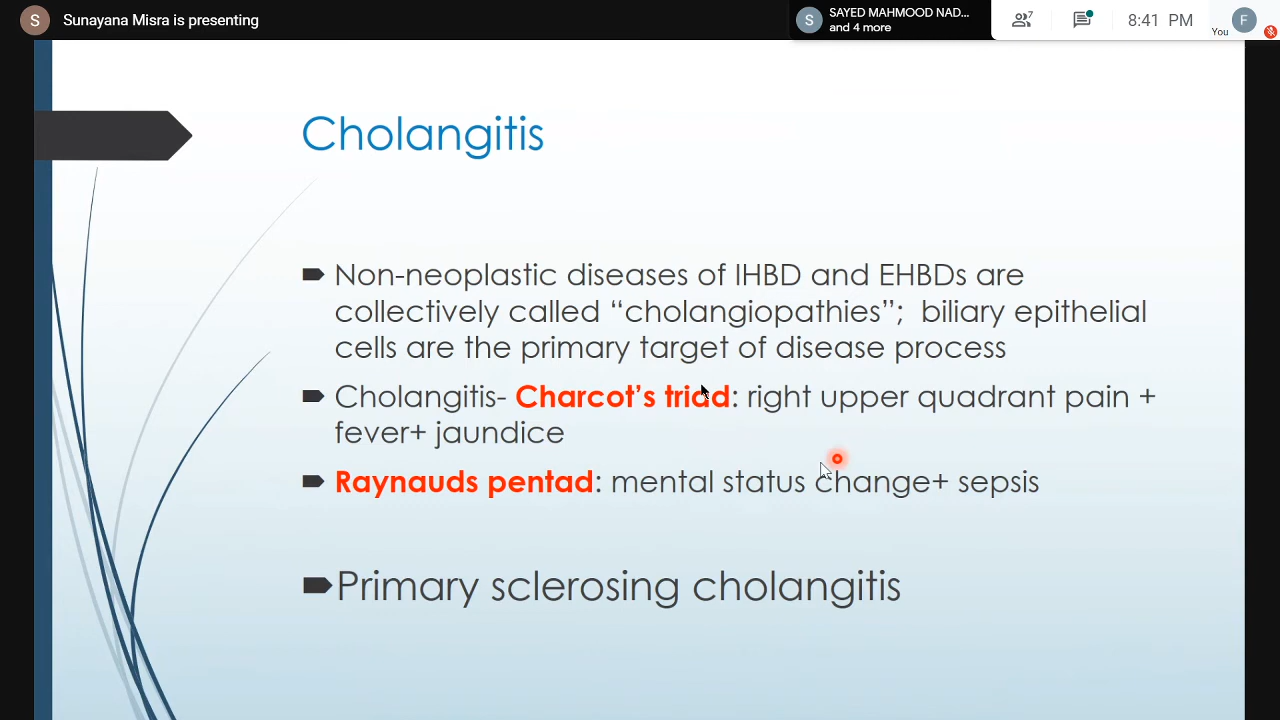 S Sunayana Misra is presenting
S SAYED MAHMOOD NAD...
and 4 more
7
8:41 PM
You
F
Cholangitis
Non-neoplastic diseases of IHBD and EHBDs are
collectively called “cholangiopathies”; biliary epithelial
cells are the primary target of disease process
Cholangitis- Charcot’s triad: right upper quadrant pain +
fever+ jaundice
Raynauds pentad: mental status change+ sepsis
Primary sclerosing cholangitis